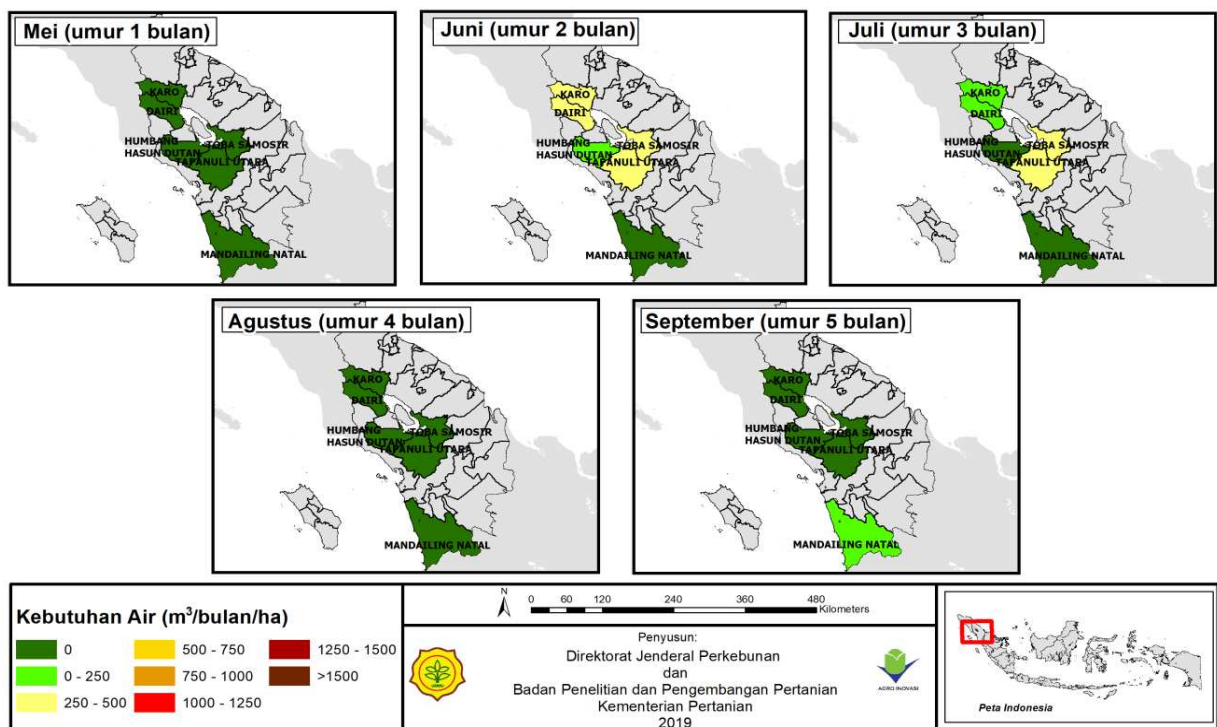 Mei (umur 1 bulan)
KARO
DAIRI
HUMBANG
HASUN DUTAN
TOBA SAMOSIR
TAPANULI UTARA
MANDAILING NATAL
Juni (umur 2 bulan)
KARO
DAIRI
HUMBANG
HASUN DUTAN
TOBA SAMOSIR
TAPANULI UTARA
MANDAILING NATAL
Juli (umur 3 bulan)
KARO
DAIRI
HUMBANG
HASUN DUTAN
TOBA SAMOSIR
TAPANULI UTARA
MANDAILING NATAL
Agustus (umur 4 bulan)
KARO
DAIRI
HUMBANG
HASUN DUTAN
TOBA SAMOSIR
TAPANULI UTARA
MANDAILING NATAL
September (umur 5 bulan)
KARO
DAIRI
HUMBANG
HASUN DUTAN
TOBA SAMOSIR
TAPANULI UTARA
MANDAILING NATAL
Kebutuhan Air (m³/bulan/ha)
0
0 - 250
250 - 500
500 - 750
750 - 1000
1000 - 1250
1250 - 1500
>1500
N
0 60 120 240 360 480
Kilometers
Penyusun:
Direktorat Jenderal Perkebunan
dan
Badan Penelitian dan Pengembangan Pertanian
Kementerian Pertanian
2019
AGRO INOVASI
Peta Indonesia